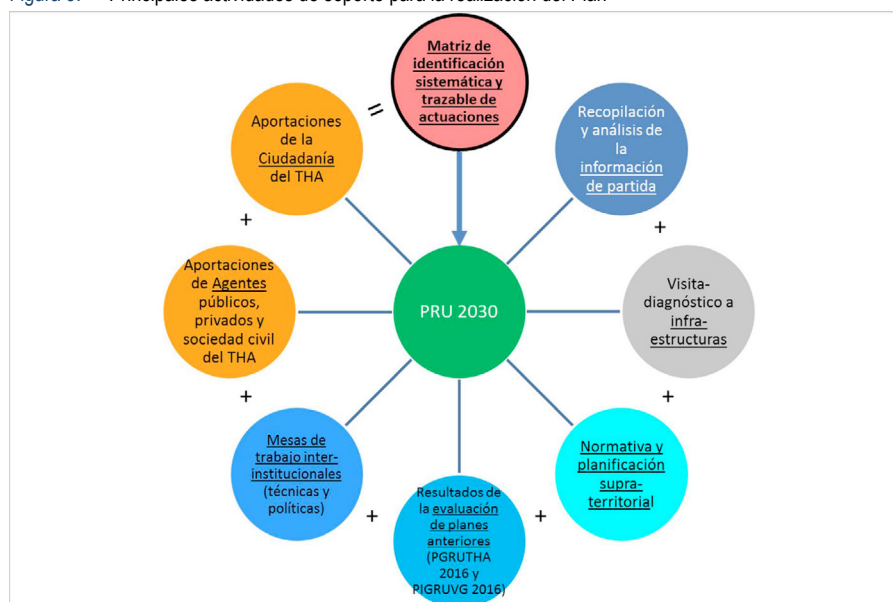 Matriz de
identificación
sistemática y
trazable de
actuaciones
Recopilación
y análisis de
la
información
de partida
+
Visita-
diagnóstico a
infra-
estructuras
+
Normativa y
planificación
supra-
territorial
+
Resultados de
la evaluación
de planes
anteriores
(PGRUTHA
2016 y
PIGRUVG 2016)
+
Mesas de
trabajo inter-
institucionales
(técnicas y
políticas)
+
Aportaciones
de Agentes
públicos,
privados y
sociedad civil
del THA
+
Aportaciones
de la
Ciudadanía
del THA
=
PRU 2030